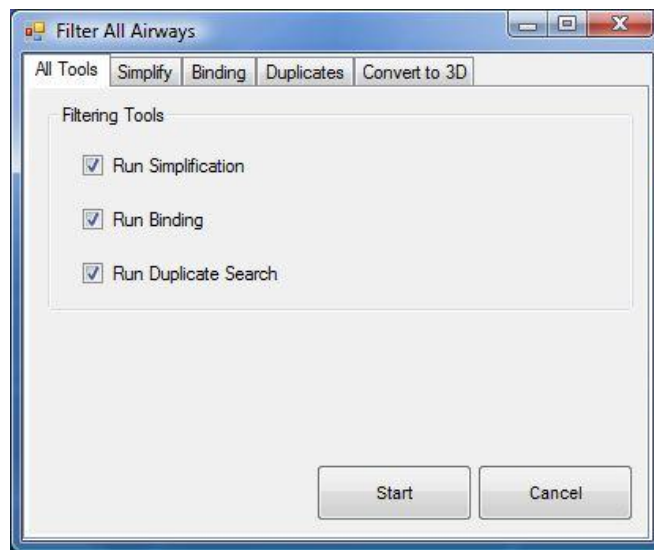 Filter All Airways
All Tools Simplify Binding Duplicates Convert to 3D
Filtering Tools
Run Simplification
Run Binding
Run Duplicate Search
Start Cancel